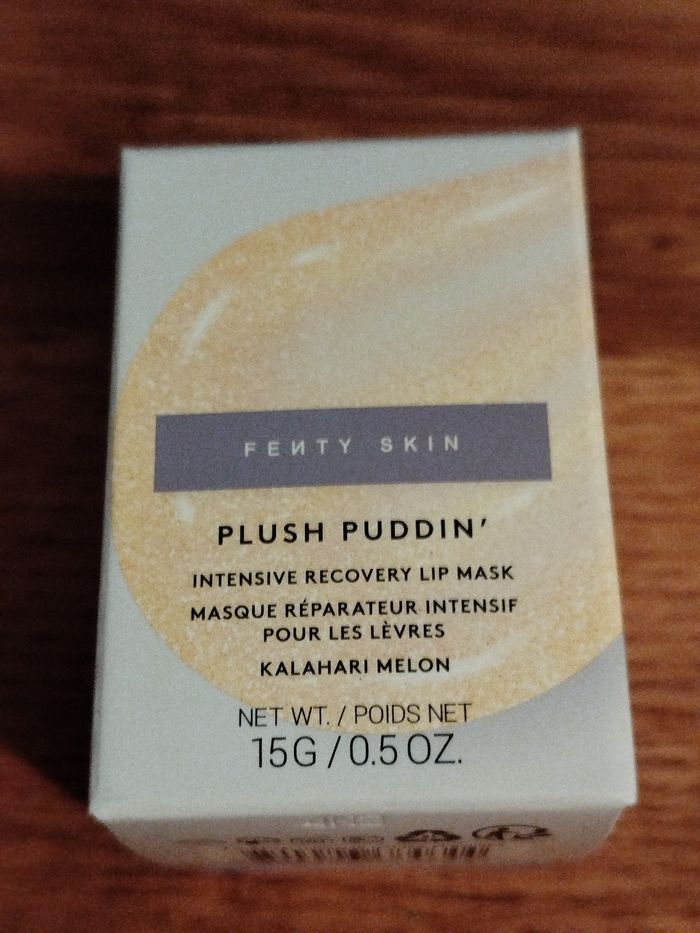 FEИTY SKIN
PLUSH PUDDIN'
INTENSIVE RECOVERY LIP MASK
MASQUE RÉPARATEUR INTENSIF
POUR LES LÈVRES
KALAHARI MELON
NET WT. / POIDS NET
15G / 0.5 OZ.